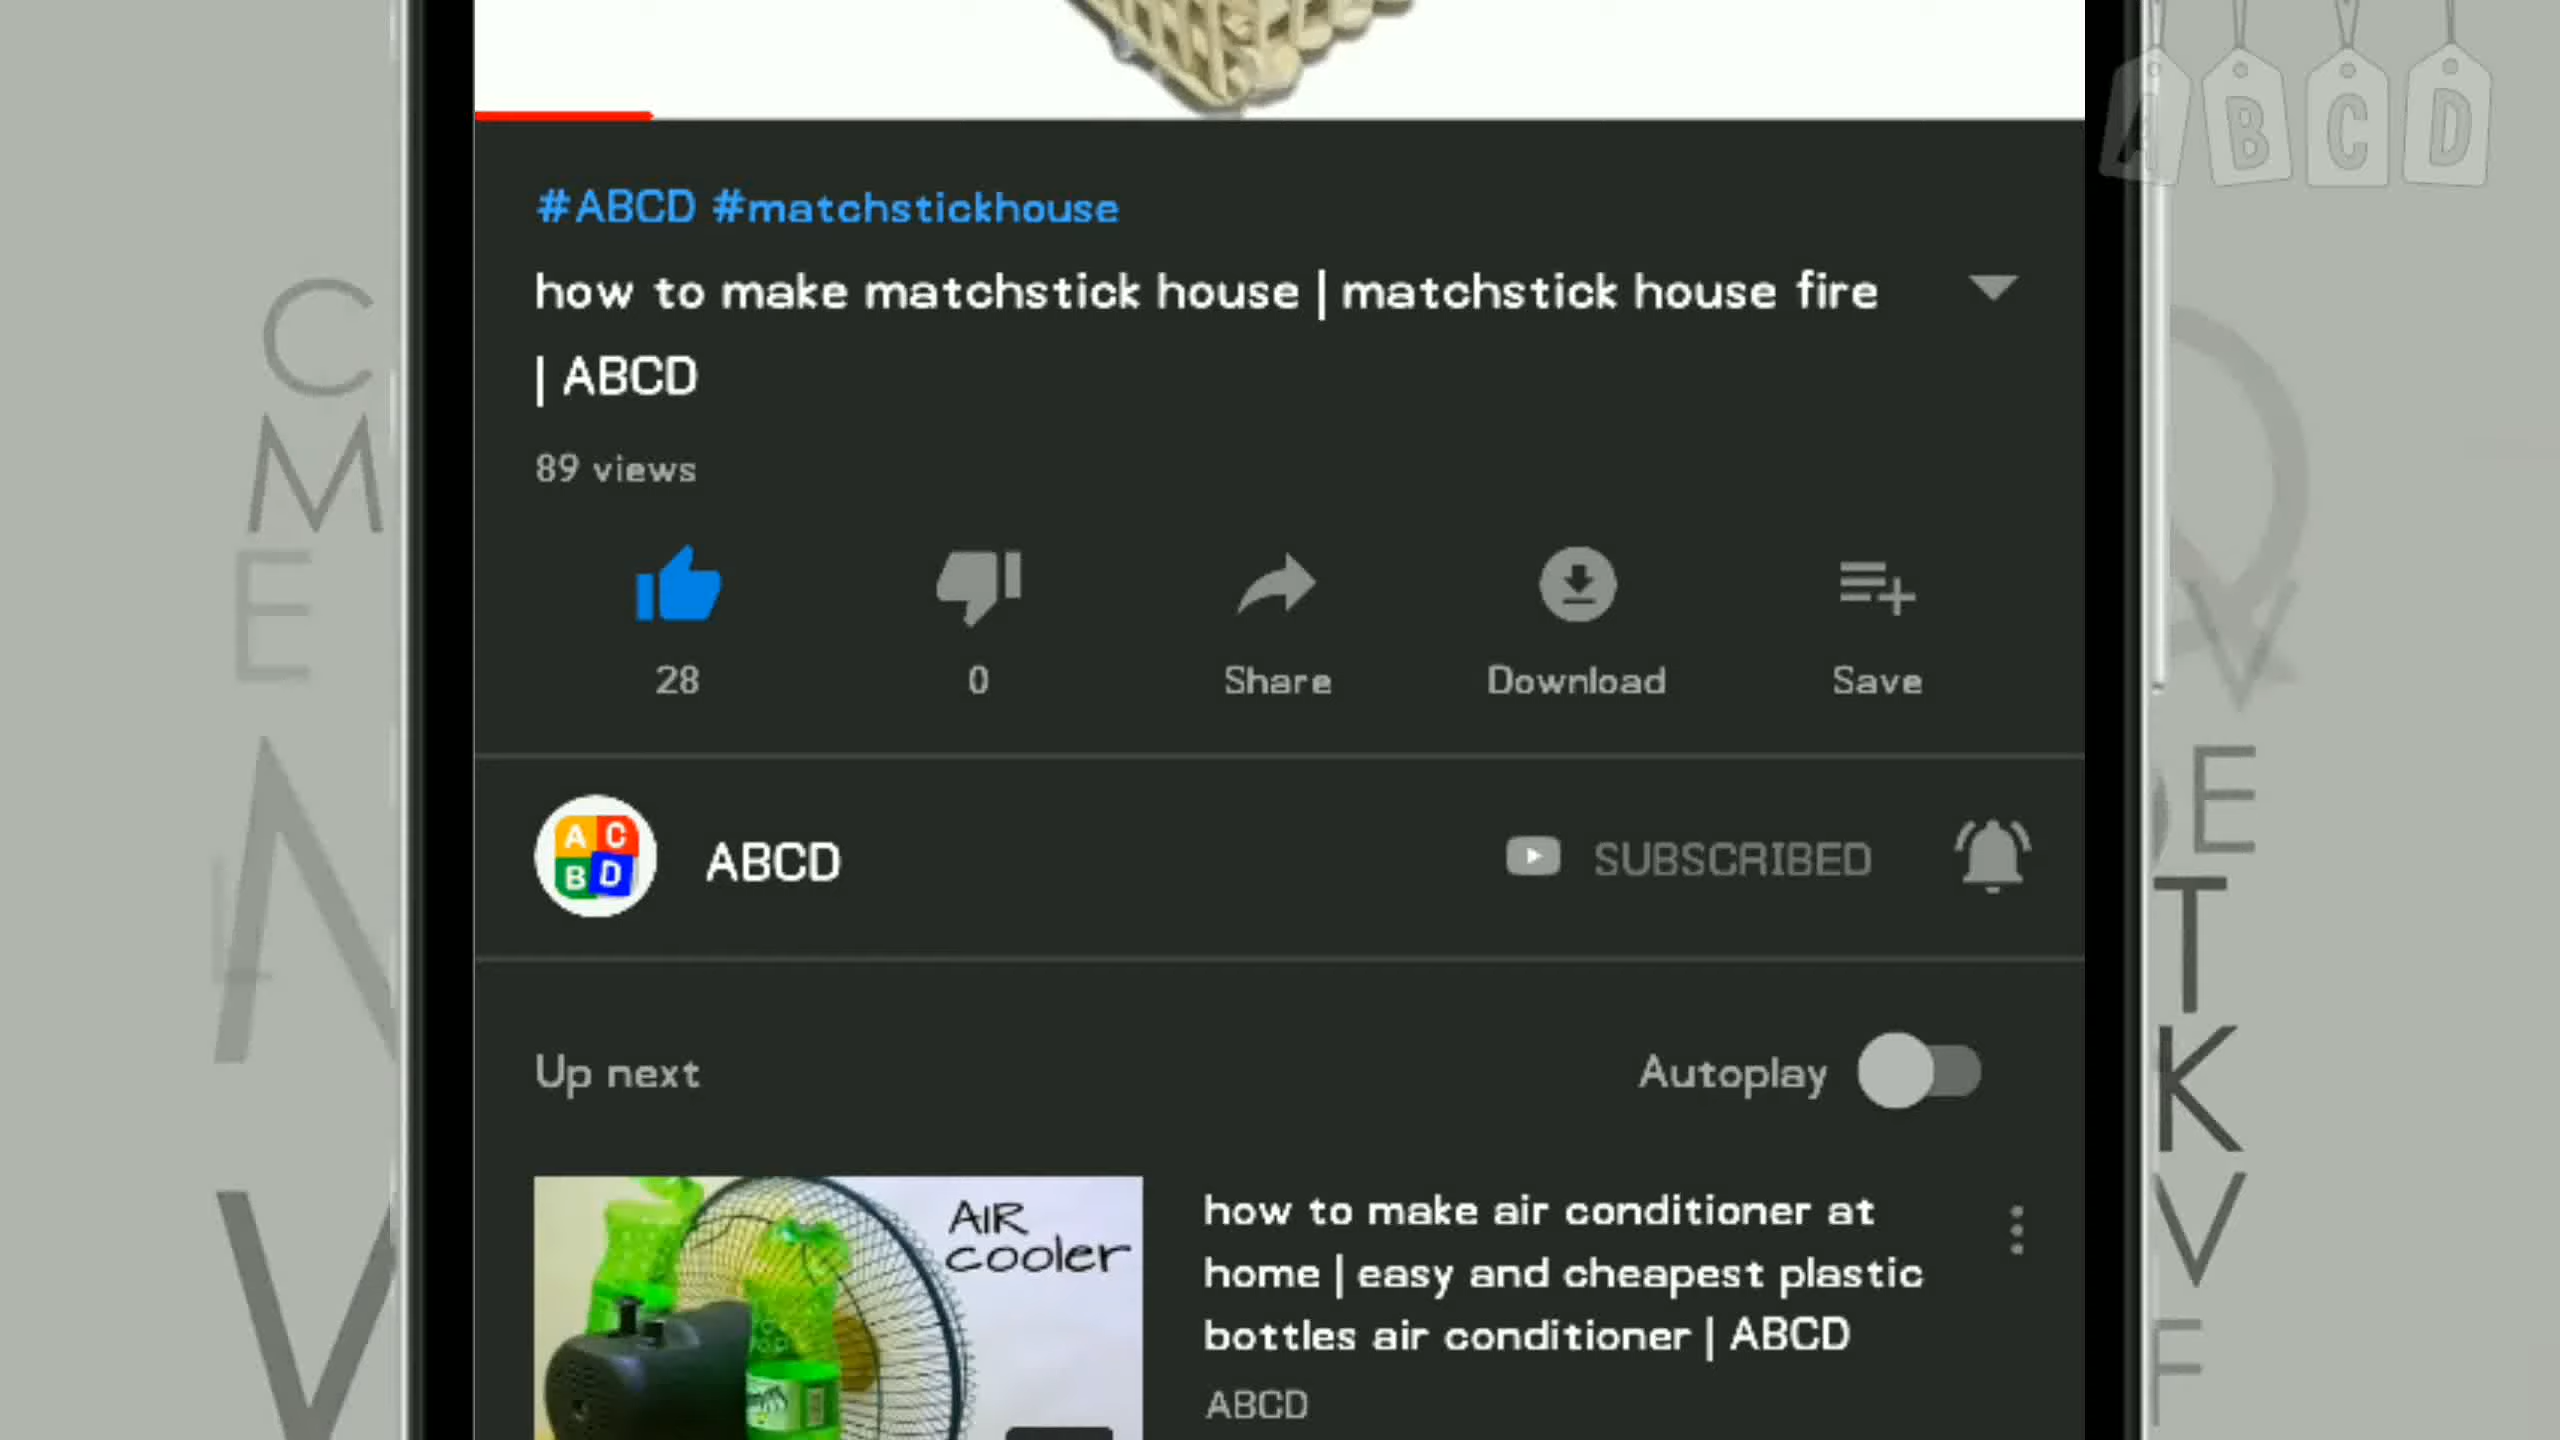 A B C D
#ABCD #matchstickhouse
how to make matchstick house | matchstick house fire
| ABCD
89 views
28
0
Share
Download
Save
A C
B D
ABCD
SUBSCRIBED
Up next
Autoplay
AIR
cooler
how to make air conditioner at
home | easy and cheapest plastic
bottles air conditioner | ABCD
ABCD
C
M
E
N
L
V
Q
V
E
T
K
V
F